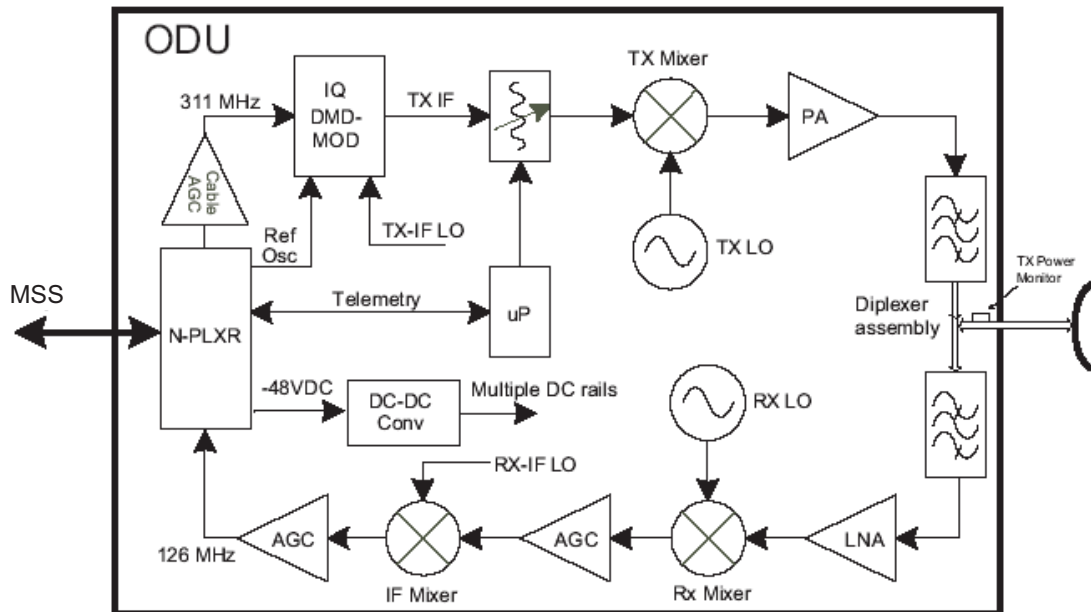 ODU
TX Mixer
IQ
DMD-
MOD
311 MHz
TX IF
PA
Cable
AGC
Ref
Osc
TX-IF LO
TX LO
TX Power
Monitor
MSS
N-PLXR
Telemetry
uP
Diplexer
assembly
-48VDC
DC-DC
Conv
Multiple DC rails
RX LO
RX-IF LO
126 MHz
AGC
IF Mixer
AGC
Rx Mixer
LNA